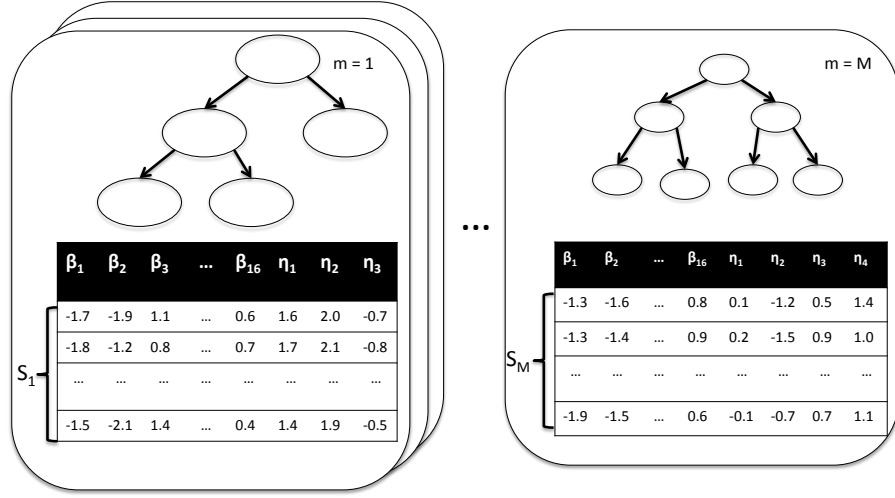 m = 1
β₁ β₂ β₃ ... β₁₆ η₁ η₂ η₃
-1.7 -1.9 1.1 ... 0.6 1.6 2.0 -0.7
-1.8 -1.2 0.8 ... 0.7 1.7 2.1 -0.8
... ... ... ... ... ... ... ...
-1.5 -2.1 1.4 ... 0.4 1.4 1.9 -0.5
S₁
...
m = M
β₁ β₂ ... β₁₆ η₁ η₂ η₃ η₄
-1.3 -1.6 ... 0.8 0.1 -1.2 0.5 1.4
-1.3 -1.4 ... 0.9 0.2 -1.5 0.9 1.0
... ... ... ... ... ... ... ...
-1.9 -1.5 ... 0.6 -0.1 -0.7 0.7 1.1
S_M